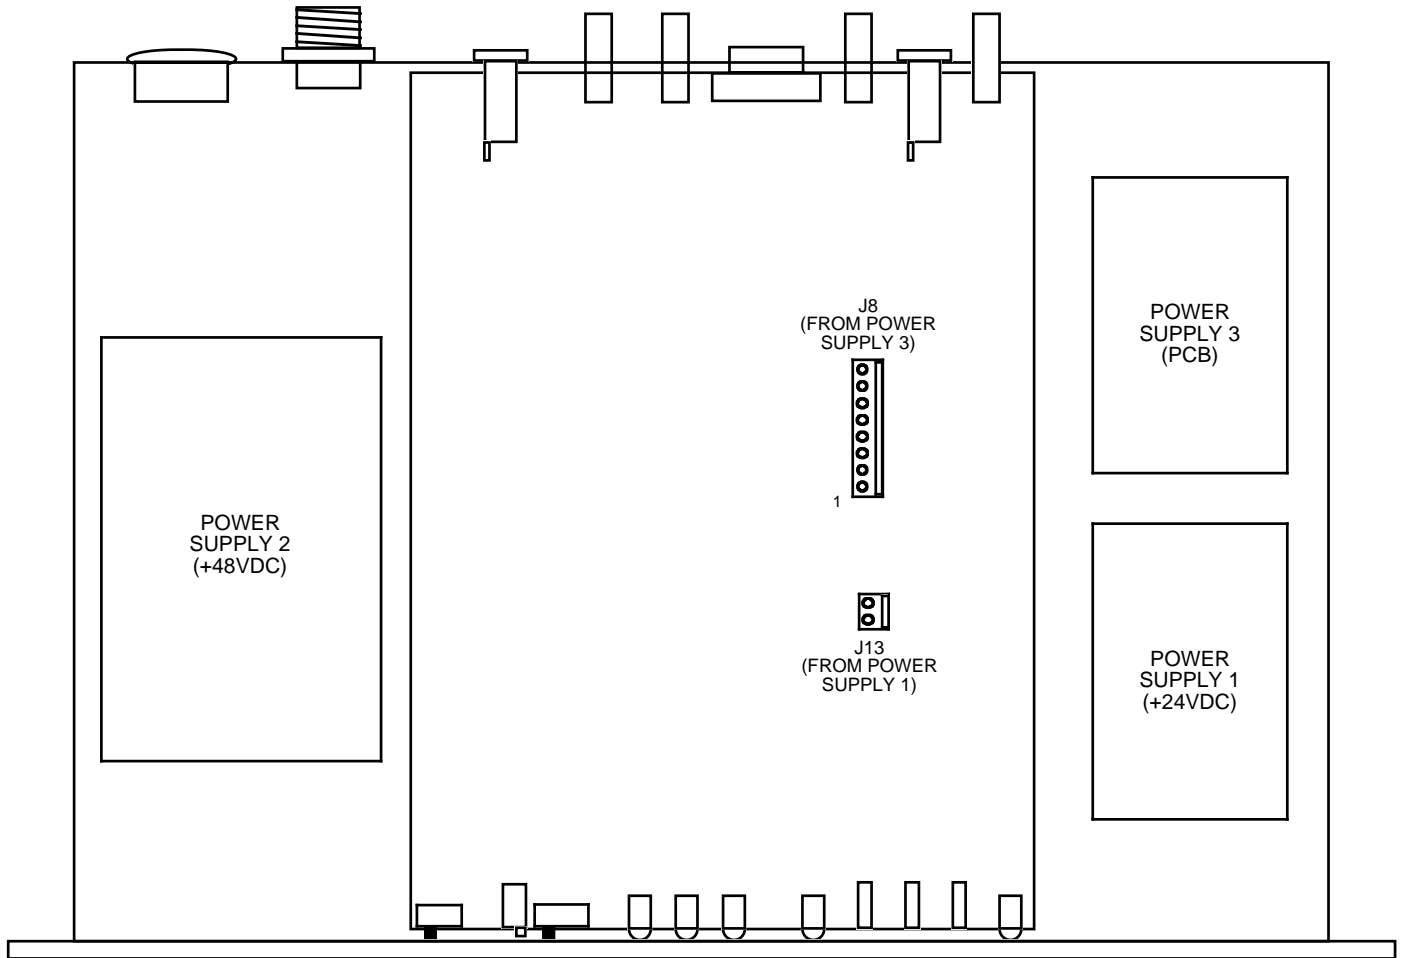 J8
(FROM POWER
SUPPLY 3)
1
POWER
SUPPLY 3
(PCB)
POWER
SUPPLY 2
(+48VDC)
J13
(FROM POWER
SUPPLY 1)
POWER
SUPPLY 1
(+24VDC)